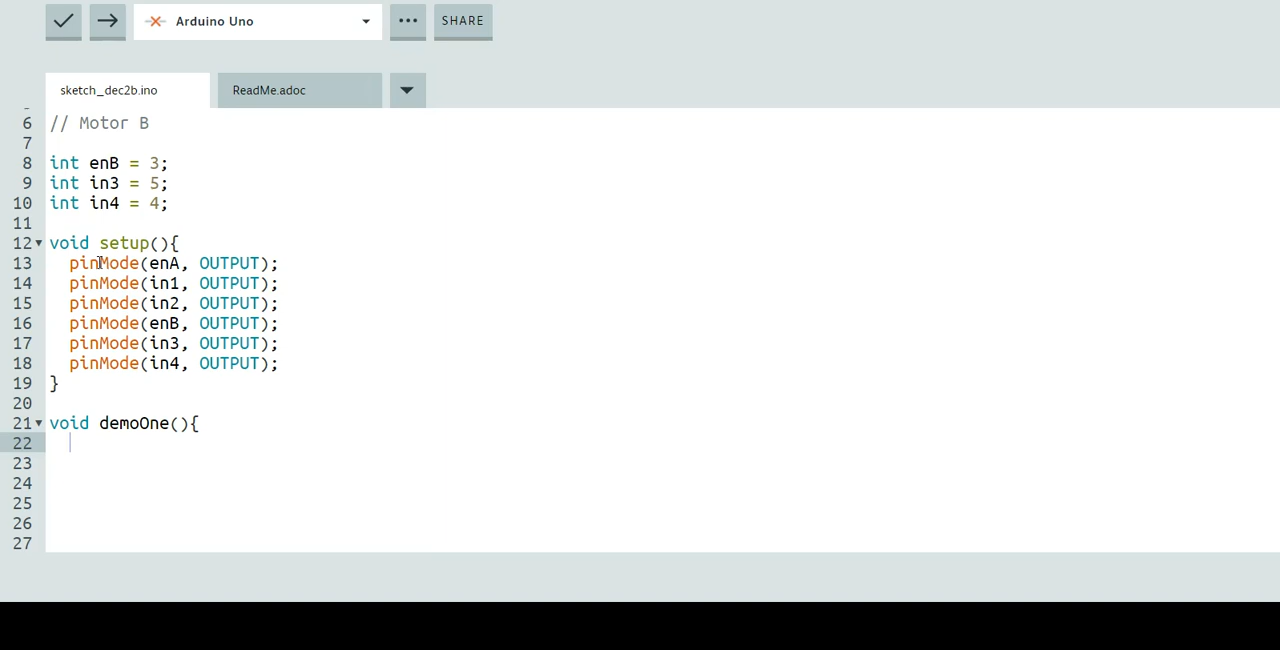 Arduino Uno
SHARE
sketch_dec2b.ino
ReadMe.adoc
6 // Motor B
7
8 int enB = 3;
9 int in3 = 5;
10 int in4 = 4;
11
12 void setup(){
13 pinMode(enA, OUTPUT);
14 pinMode(in1, OUTPUT);
15 pinMode(in2, OUTPUT);
16 pinMode(enB, OUTPUT);
17 pinMode(in3, OUTPUT);
18 pinMode(in4, OUTPUT);
19 }
20
21 void demoOne(){
22
23
24
25
26
27